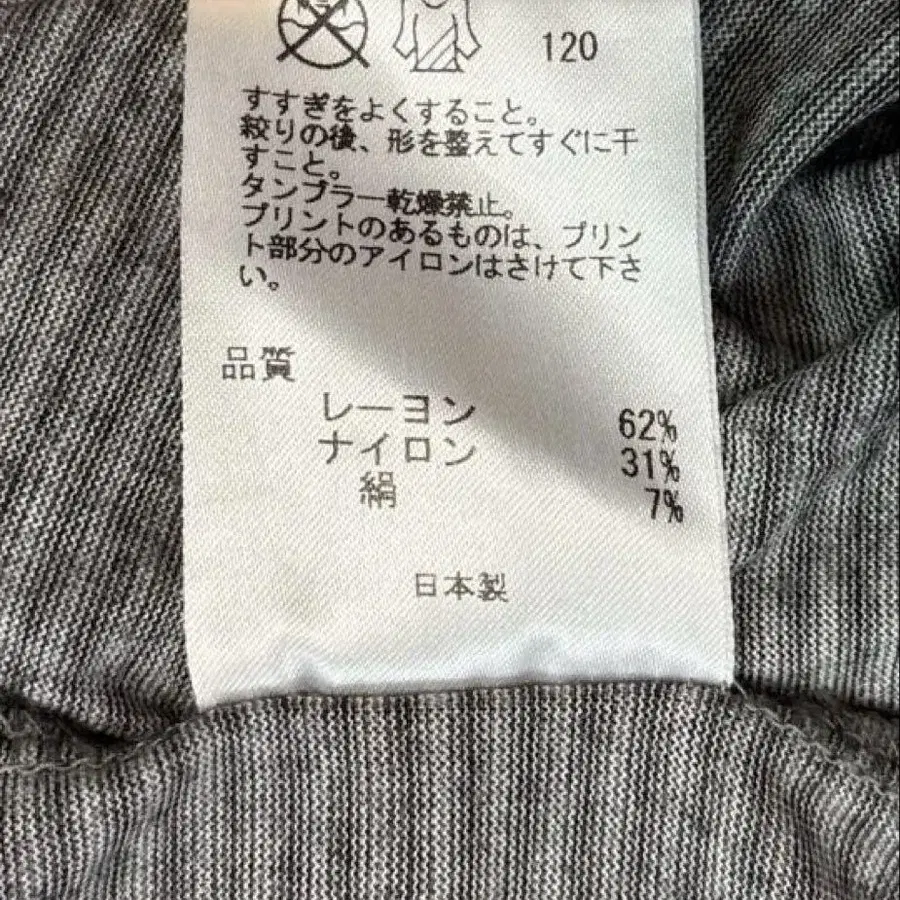 120
すすぎをよくすること。
絞りの後、形を整えてすぐに干
すこと。
タンブラー乾燥禁止。
プリントのあるものは、プリン
ト部分のアイロンはさけて下さ
い。
品質
レーヨン 62%
ナイロン 31%
絹 7%
日本製